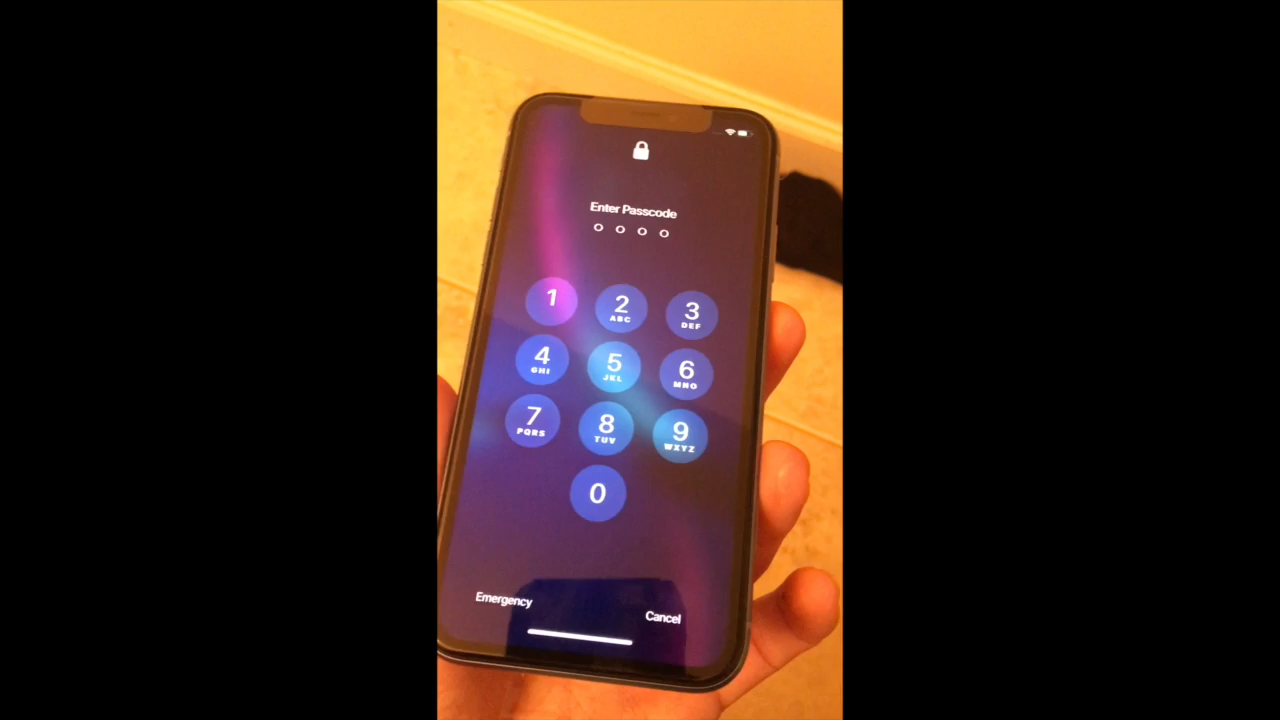 Enter Passcode
1 2 3
ABC DEF
4 5 6
GHI JKL MNO
7 8 9
PQRS TUV WXYZ
0
Emergency Cancel